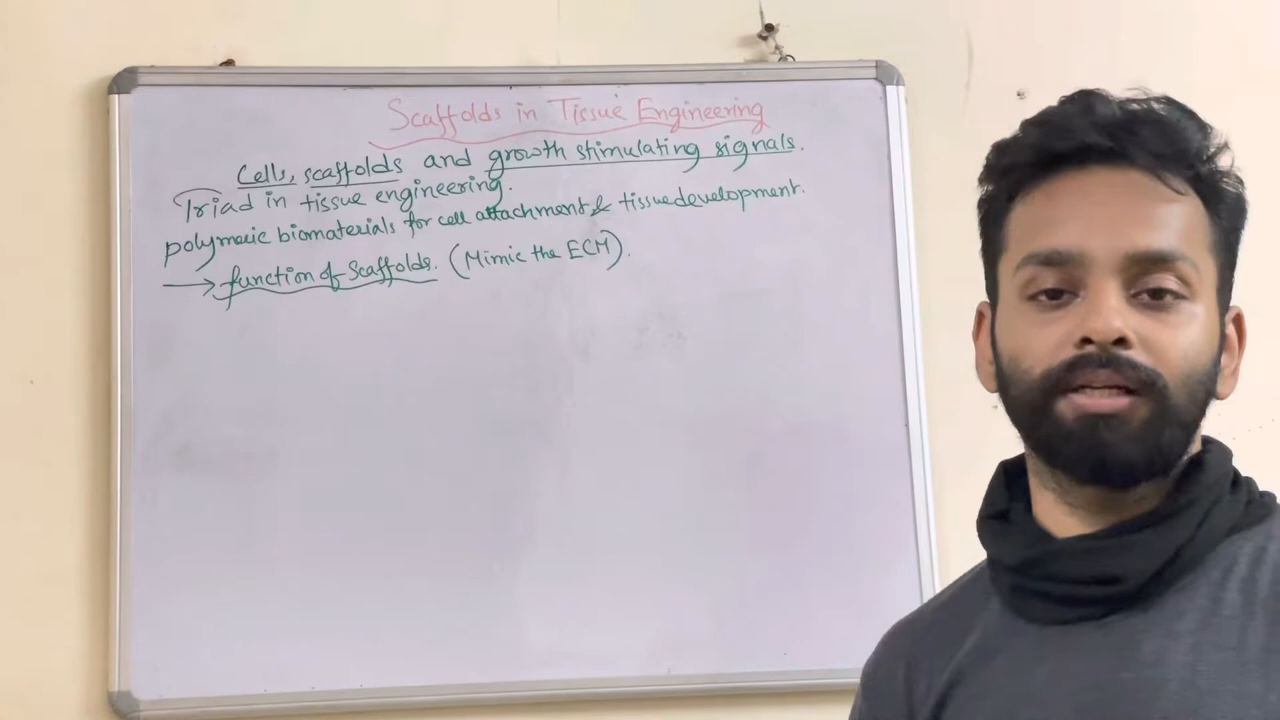 Scaffolds in Tissue Engineering
Cells, scaffolds and growth stimulating signals.
Triad in tissue engineering.
polymeric biomaterials for cell attachment & tissue development.
→ function of Scaffolds. (Mimic the ECM).